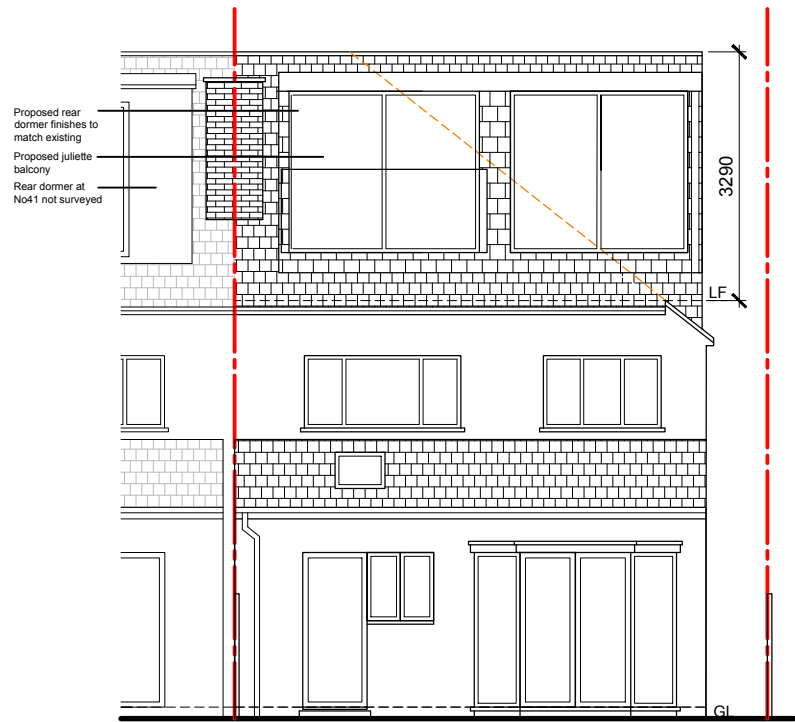 Proposed rear
dormer finishes to
match existing
Proposed juliette
balcony
Rear dormer at
No41 not surveyed
3290
LF
GL